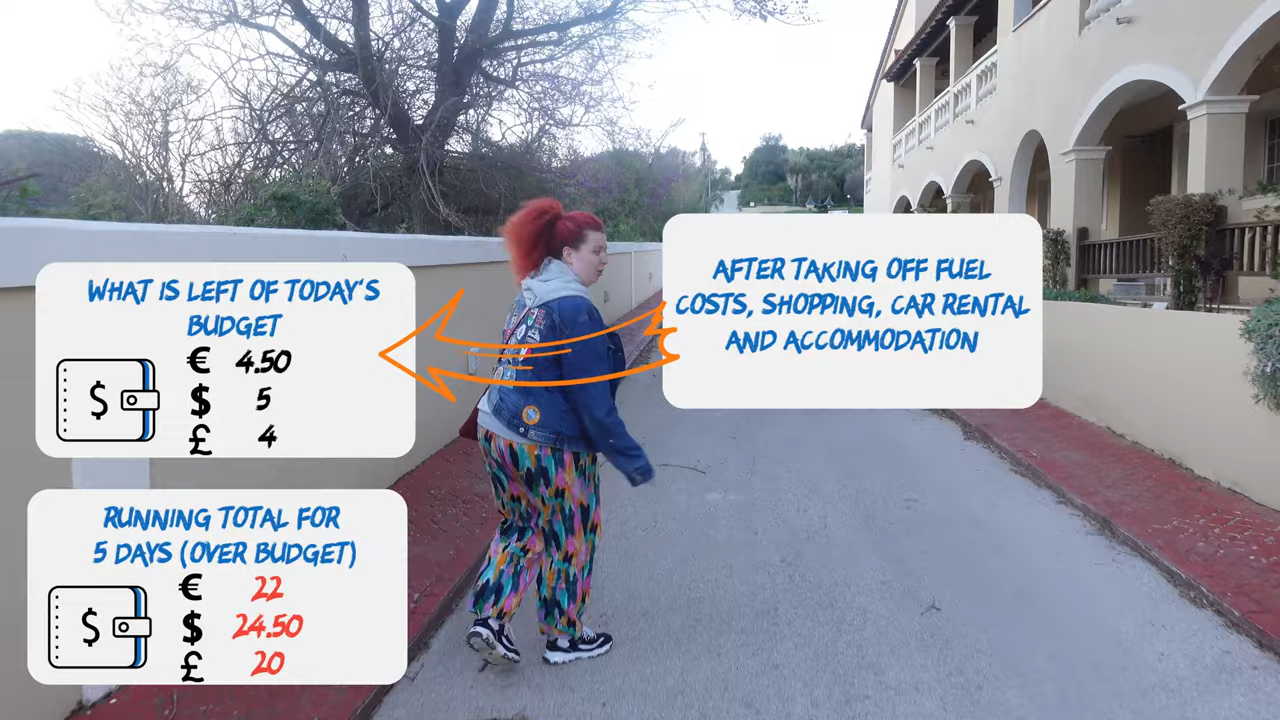 WHAT IS LEFT OF TODAY'S
BUDGET
€ 4.50
$ 5
£ 4
$
AFTER TAKING OFF FUEL
COSTS, SHOPPING, CAR RENTAL
AND ACCOMMODATION
RUNNING TOTAL FOR
5 DAYS (OVER BUDGET)
€ 22
$ 24.50
£ 20
$